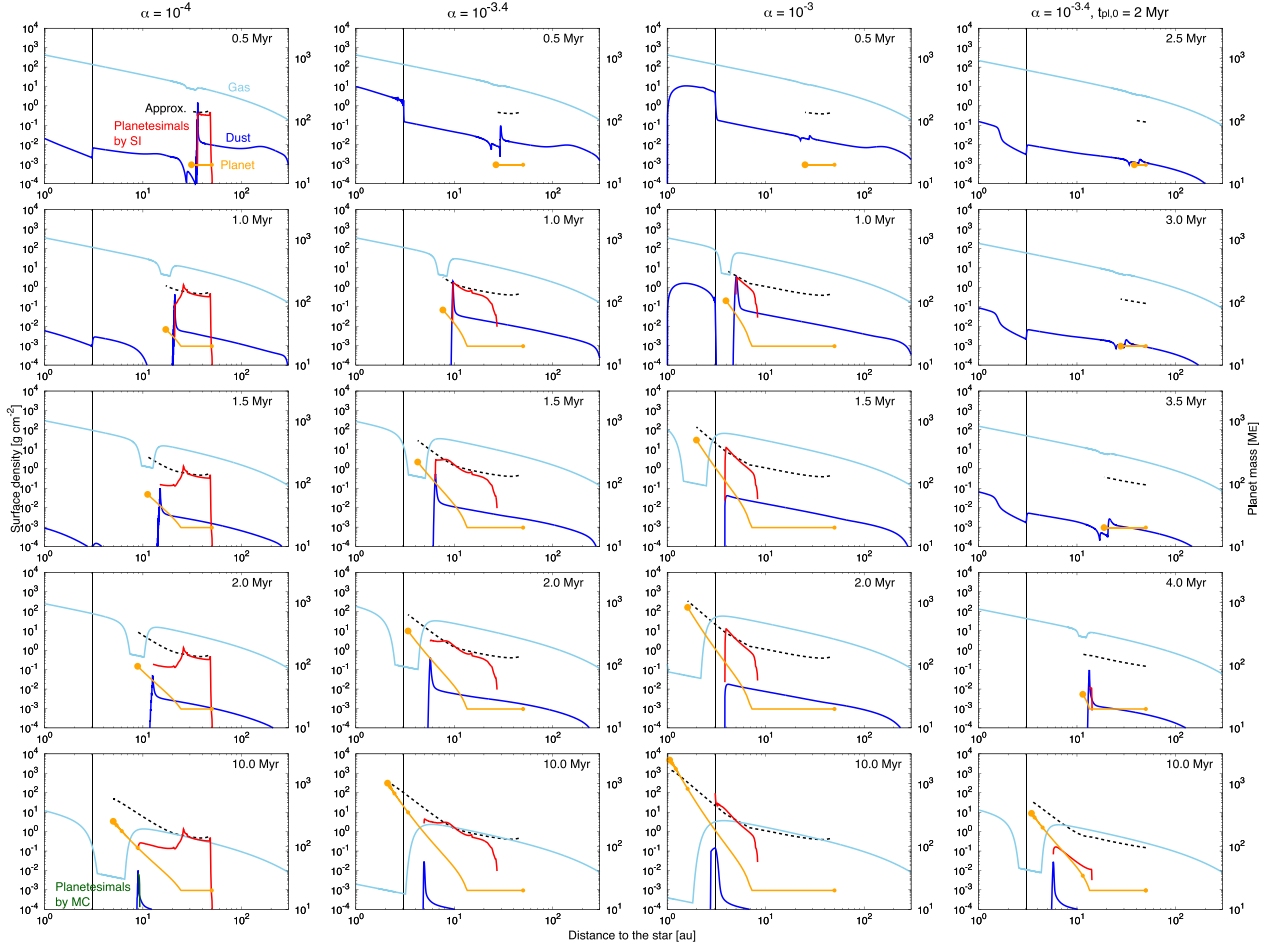 α = 10⁻⁴
α = 10⁻³·⁴
α = 10⁻³
α = 10⁻³·⁴, tpl,0 = 2 Myr
0.5 Myr
Gas
Approx.
Planetesimals
by SI
Dust
Planet
0.5 Myr
0.5 Myr
2.5 Myr
1.0 Myr
1.0 Myr
1.0 Myr
3.0 Myr
1.5 Myr
1.5 Myr
1.5 Myr
3.5 Myr
Surface density [g cm⁻²]
Planet mass [ME]
2.0 Myr
2.0 Myr
2.0 Myr
4.0 Myr
10.0 Myr
Planetesimals
by MC
10.0 Myr
10.0 Myr
10.0 Myr
Distance to the star [au]